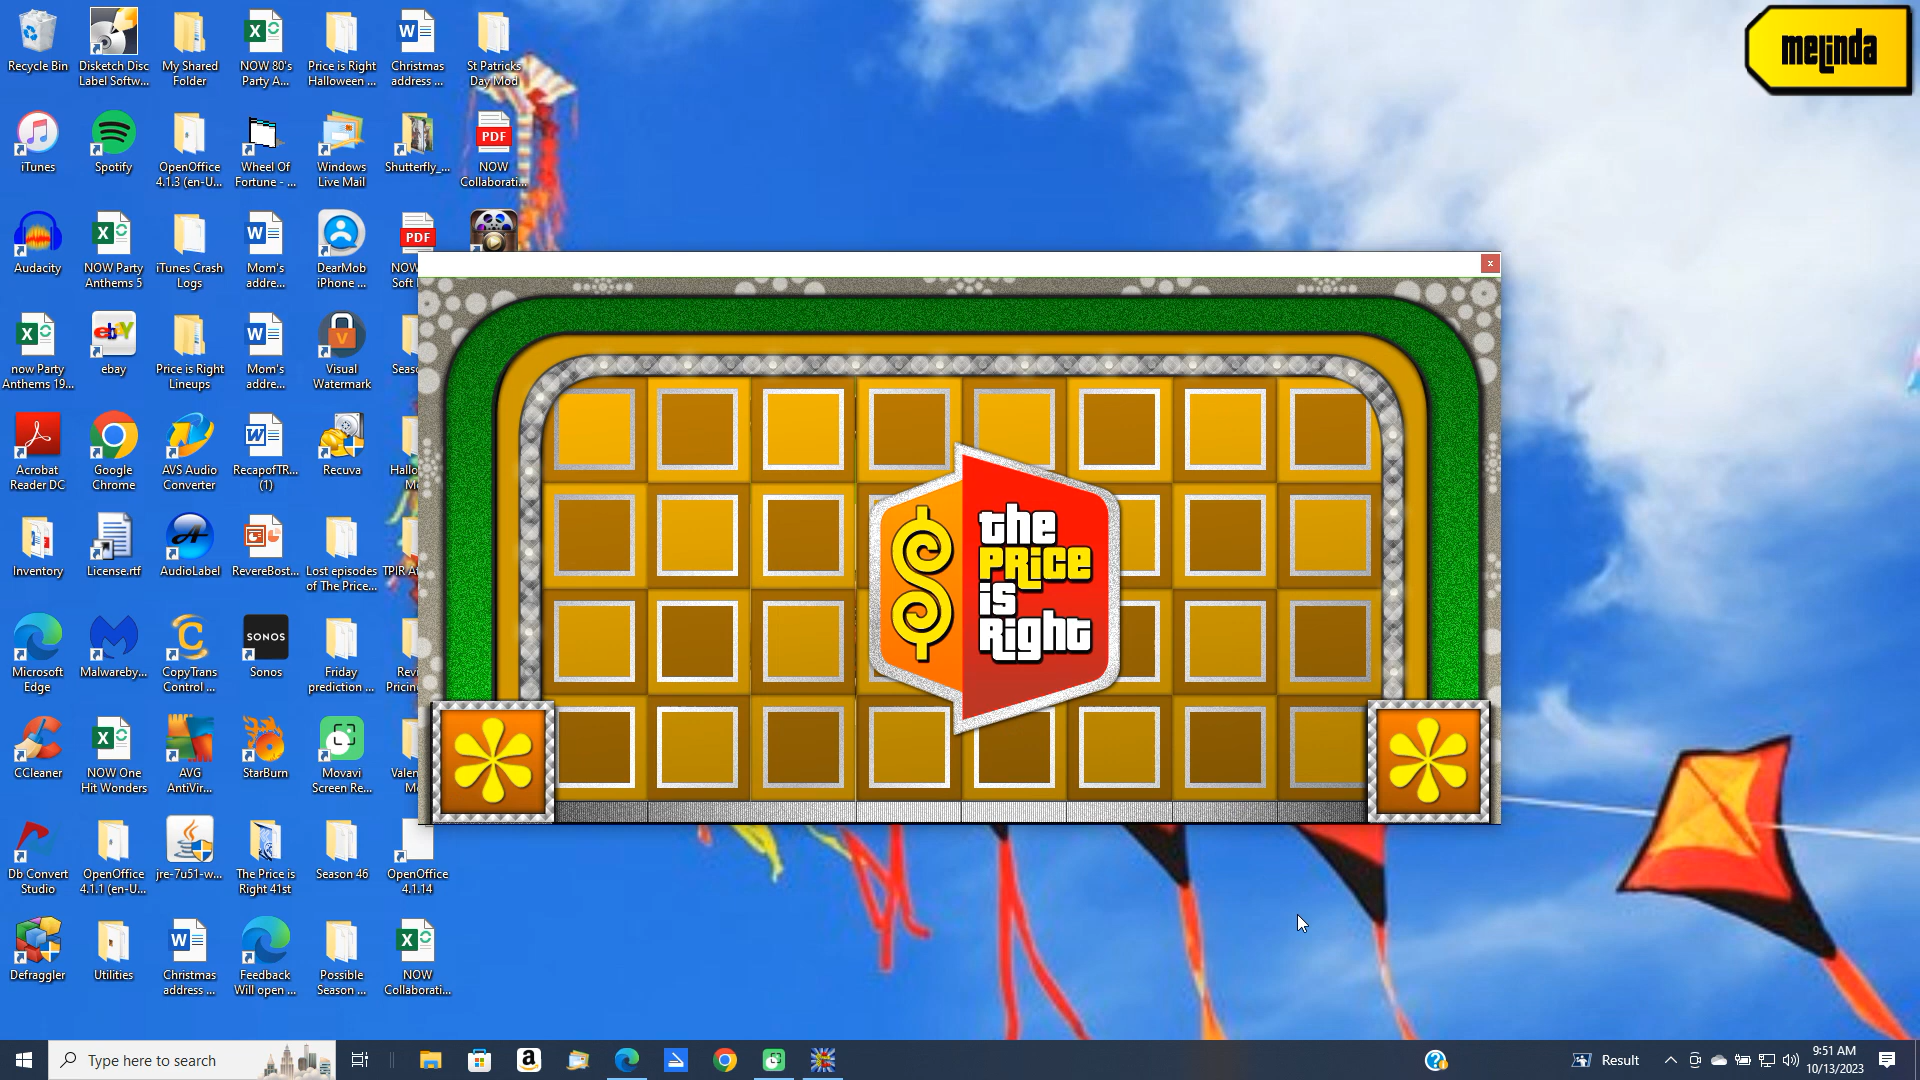 Recycle Bin
Disketch Disc
Label Softw...
My Shared
Folder
NOW 80's
Party A...
Price is Right
Halloween ...
Christmas
address ...
St Patricks
Day Mod
melinda
iTunes
Spotify
OpenOffice
4.1.3 (en-U...
Wheel Of
Fortune - ...
Windows
Live Mail
Shutterfly_...
PDF
NOW
Collaborati...
Audacity
NOW Party
Anthems 5
iTunes Crash
Logs
Mom's
addre...
DearMob
iPhone ...
PDF
NOW
Soft
x
now Party
Anthems 19...
ebay
ebay
Price is Right
Lineups
Mom's
addre...
Visual
Watermark
Acrobat
Reader DC
Google
Chrome
AVS Audio
Converter
RecapofTR...
(1)
Recuva
Hallo
Inventory
License.rtf
AudioLabel
RevereBost...
Lost episodes
of The Price...
TPIR
the
PRice
is
Right
Microsoft
Edge
Malwareby...
CopyTrans
Control ...
SONOS
Sonos
Friday
prediction ...
Revi
Pricin
CCleaner
NOW One
Hit Wonders
AVG
AntiVir...
StarBurn
Movavi
Screen Re...
Valen
Db Convert
Studio
OpenOffice
4.1.1 (en-U...
jre-7u51-w...
The Price is
Right 41st
Season 46
OpenOffice
4.1.14
Defraggler
Utilities
Christmas
address ...
Feedback
Will open ...
Possible
Season ...
NOW
Collaborati...
Type here to search
Result
9:51 AM
10/13/2023